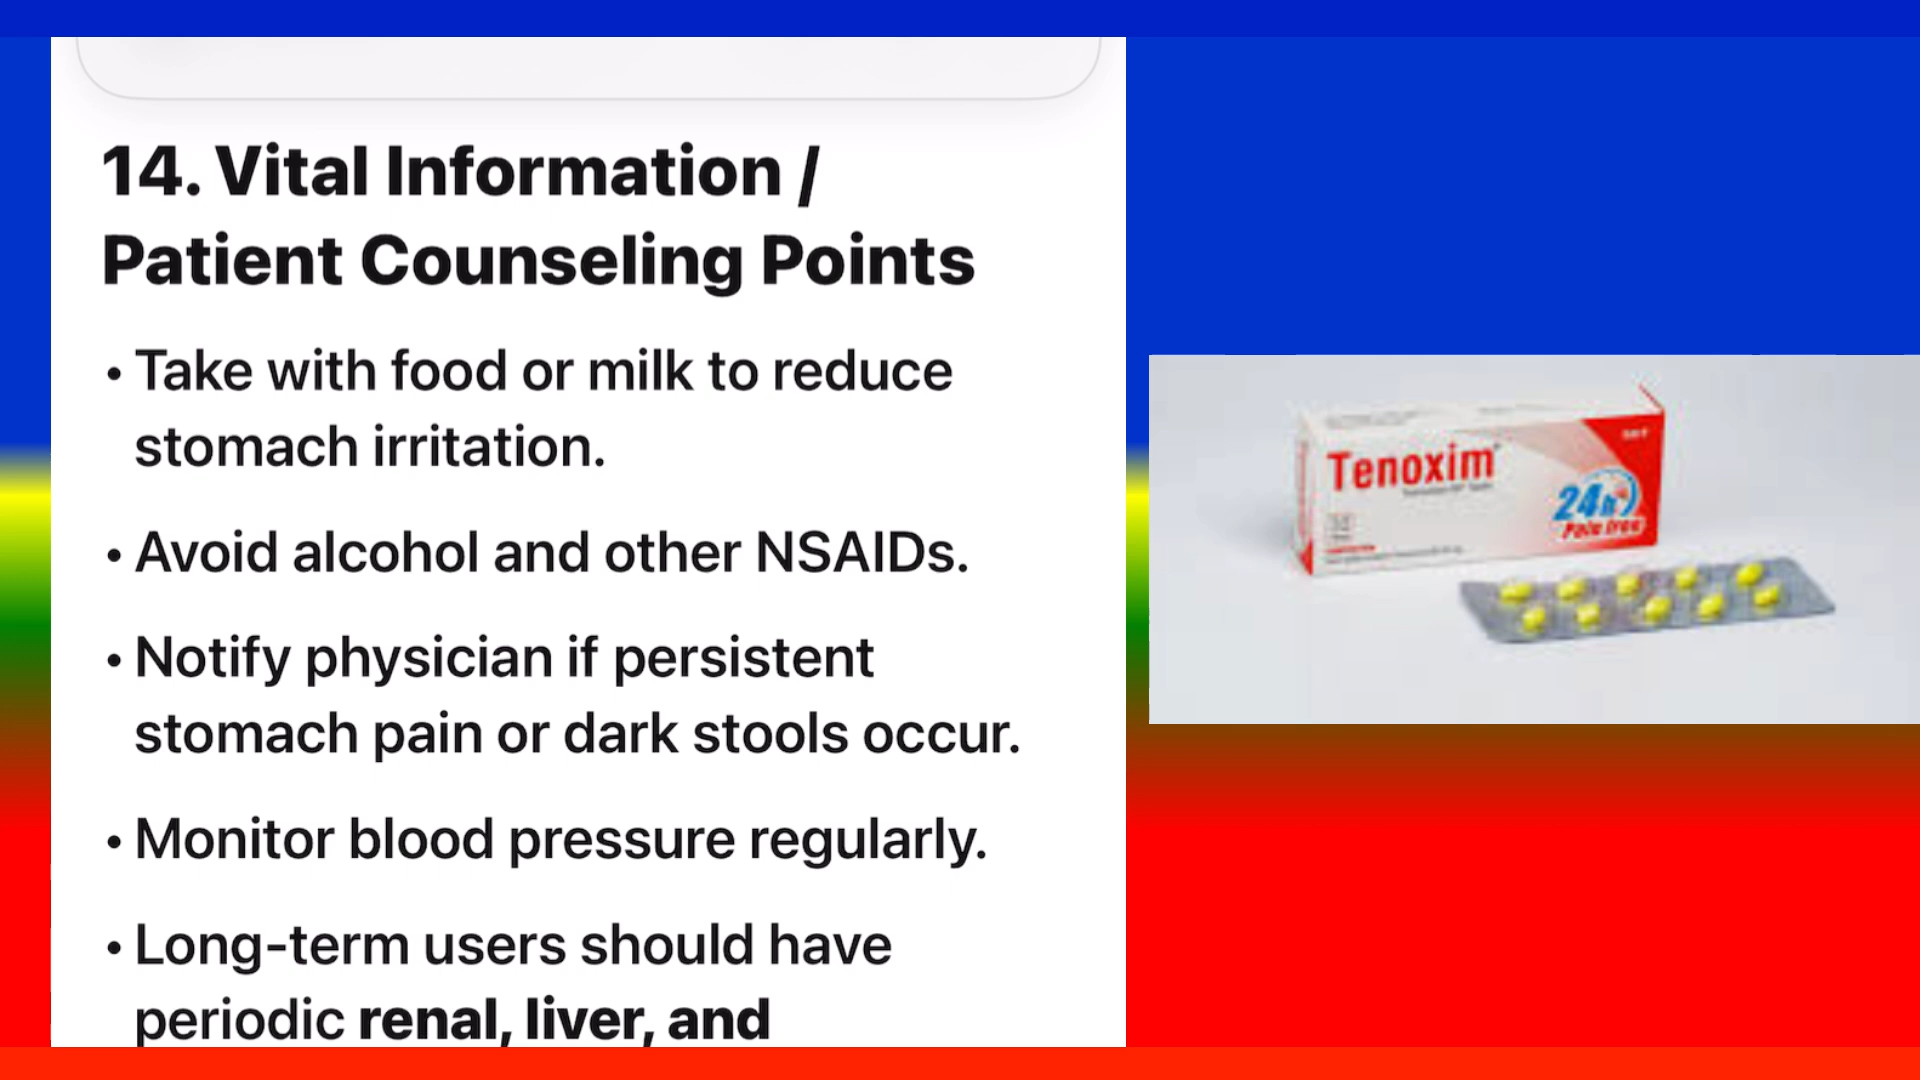 14. Vital Information /
Patient Counseling Points
• Take with food or milk to reduce
stomach irritation.
• Avoid alcohol and other NSAIDs.
• Notify physician if persistent
stomach pain or dark stools occur.
• Monitor blood pressure regularly.
• Long-term users should have
periodic renal, liver, and
Tenoxim
24h
Pain free